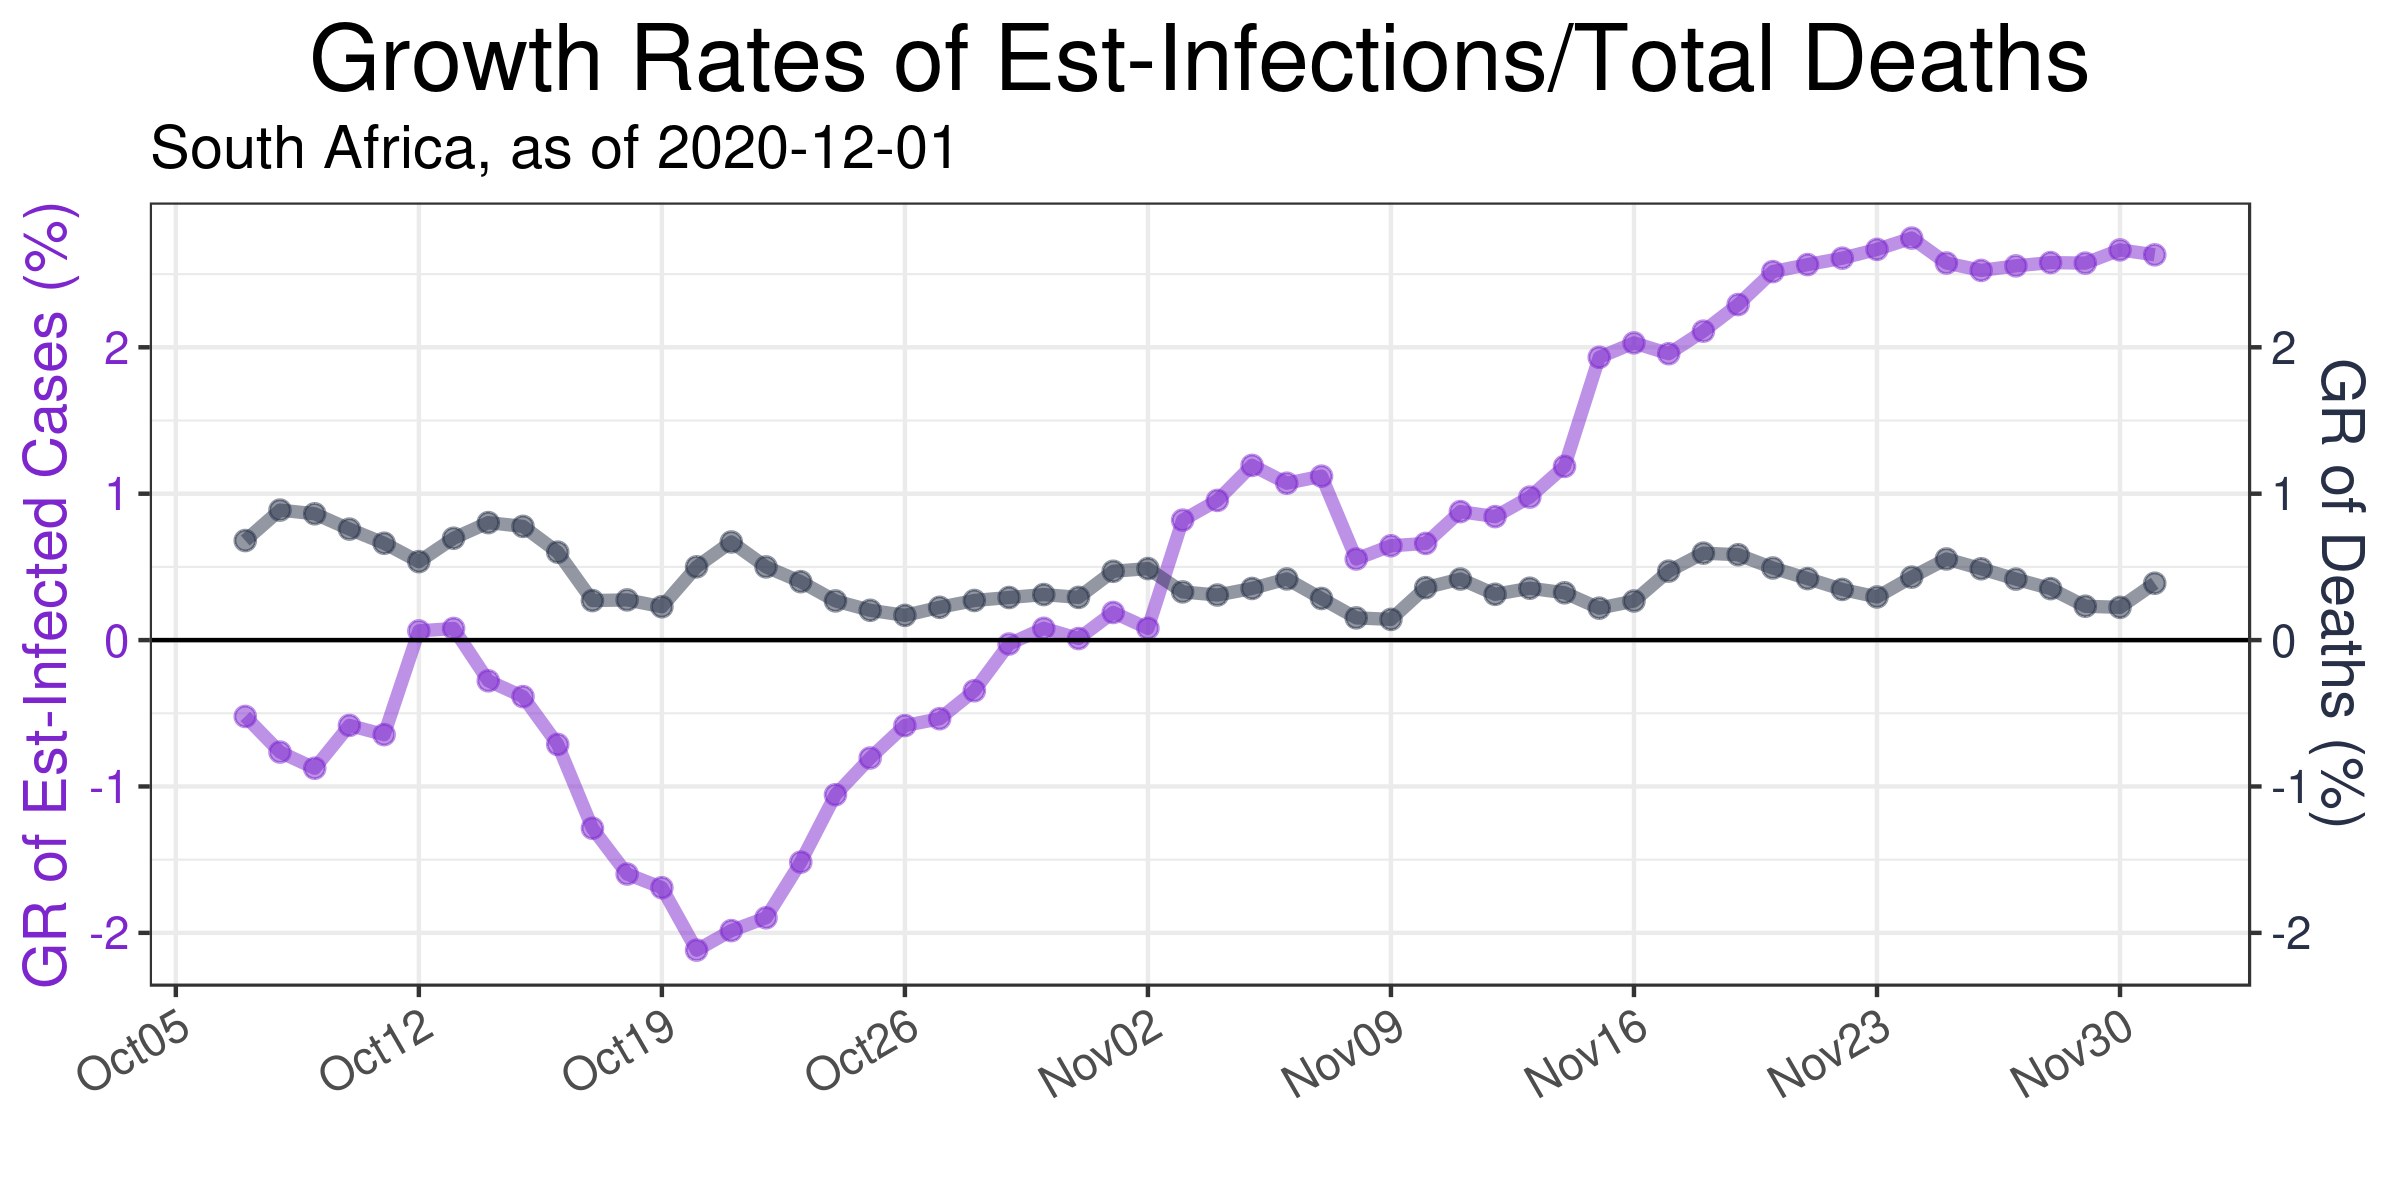 Growth Rates of Est-Infections/Total Deaths
South Africa, as of 2020-12-01
GR of Est-Infected Cases (%)
2
1
0
-1
-2
2
1
0
-1
-2
GR of Deaths (%)
Oct05
Oct12
Oct19
Oct26
Nov02
Nov09
Nov16
Nov23
Nov30